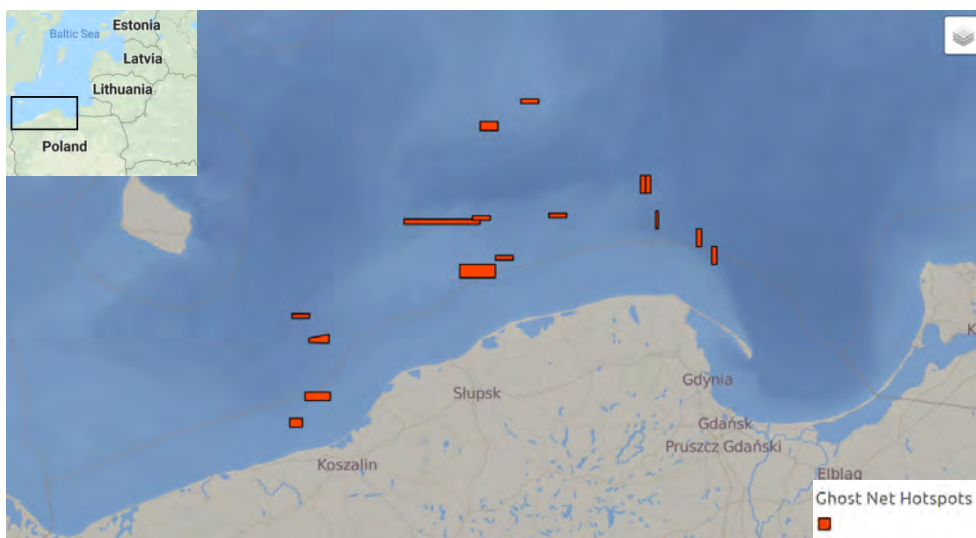 Baltic Sea
Estonia
Latvia
Lithuania
Poland
Słupsk
Gdynia
Gdańsk
Pruszcz Gdański
Koszalin
Elbląg
K
Ghost Net Hotspots